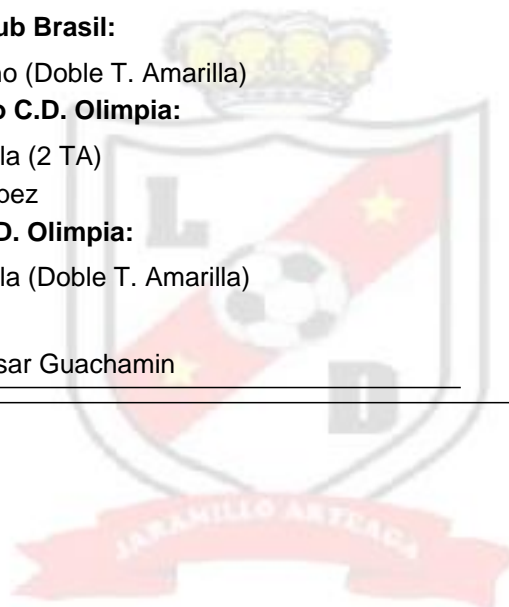 ub Brasil:
no (Doble T. Amarilla)
o C.D. Olimpia:
la (2 TA)
pez
D. Olimpia:
la (Doble T. Amarilla)
sar Guachamin
L
D
JARAMILLO ARTEAGA